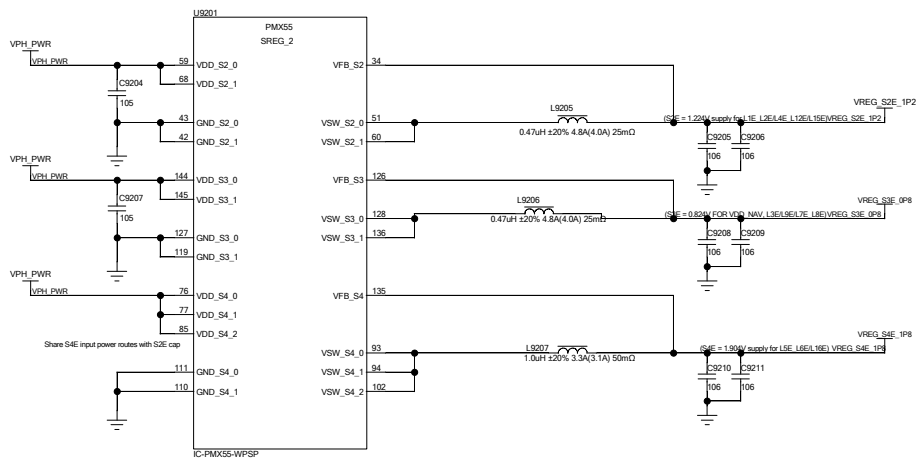 U9201
PMX55
SREG_2
VPH_PWR
VPH_PWR
59 VDD_S2_0
68 VDD_S2_1
C9204
105
43 GND_S2_0
42 GND_S2_1
VFB_S2 34
VSW_S2_0 51
VSW_S2_1 60
L9205
0.47uH ±20% 4.8A(4.0A) 25mΩ
VREG_S2E_1P2
(S2E = 1.224V supply for L1E_L2E/L4E_L12E/L15E)VREG_S2E_1P2
C9205
106
C9206
106
VPH_PWR
VPH_PWR
144 VDD_S3_0
145 VDD_S3_1
C9207
105
127 GND_S3_0
119 GND_S3_1
VFB_S3 126
VSW_S3_0 128
VSW_S3_1 136
L9206
0.47uH ±20% 4.8A(4.0A) 25mΩ
VREG_S3E_0P8
(S2E = 0.824V FOR VDD_NAV, L3E/L9E/L7E_L8E)VREG_S3E_0P8
C9208
106
C9209
106
VPH_PWR
VPH_PWR
76 VDD_S4_0
77 VDD_S4_1
85 VDD_S4_2
Share S4E input power routes with S2E cap
111 GND_S4_0
110 GND_S4_1
VFB_S4 135
VSW_S4_0 93
VSW_S4_1 94
VSW_S4_2 102
L9207
1.0uH ±20% 3.3A(3.1A) 50mΩ
VREG_S4E_1P8
(S4E = 1.904V supply for L5E_L6E/L16E) VREG_S4E_1P8
C9210
106
C9211
106
IC-PMX55-WPSP